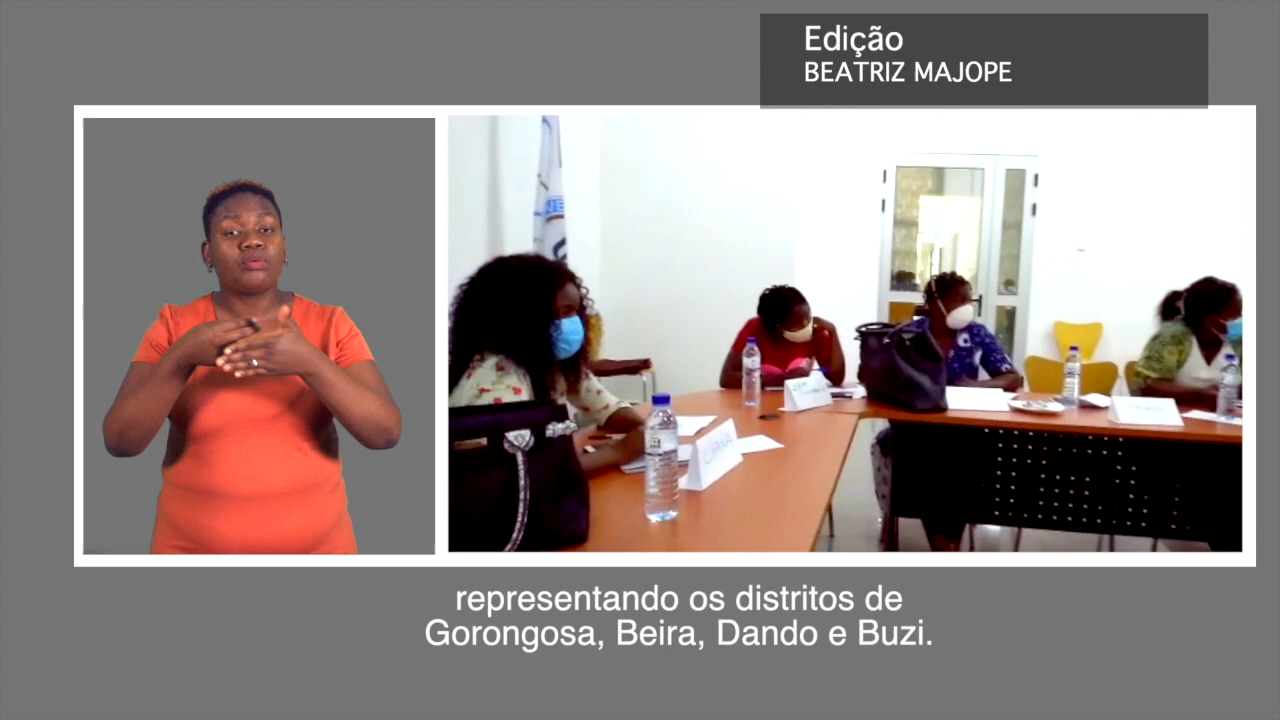 Edição
BEATRIZ MAJOPE
representando os distritos de
Gorongosa, Beira, Dando e Buzi.